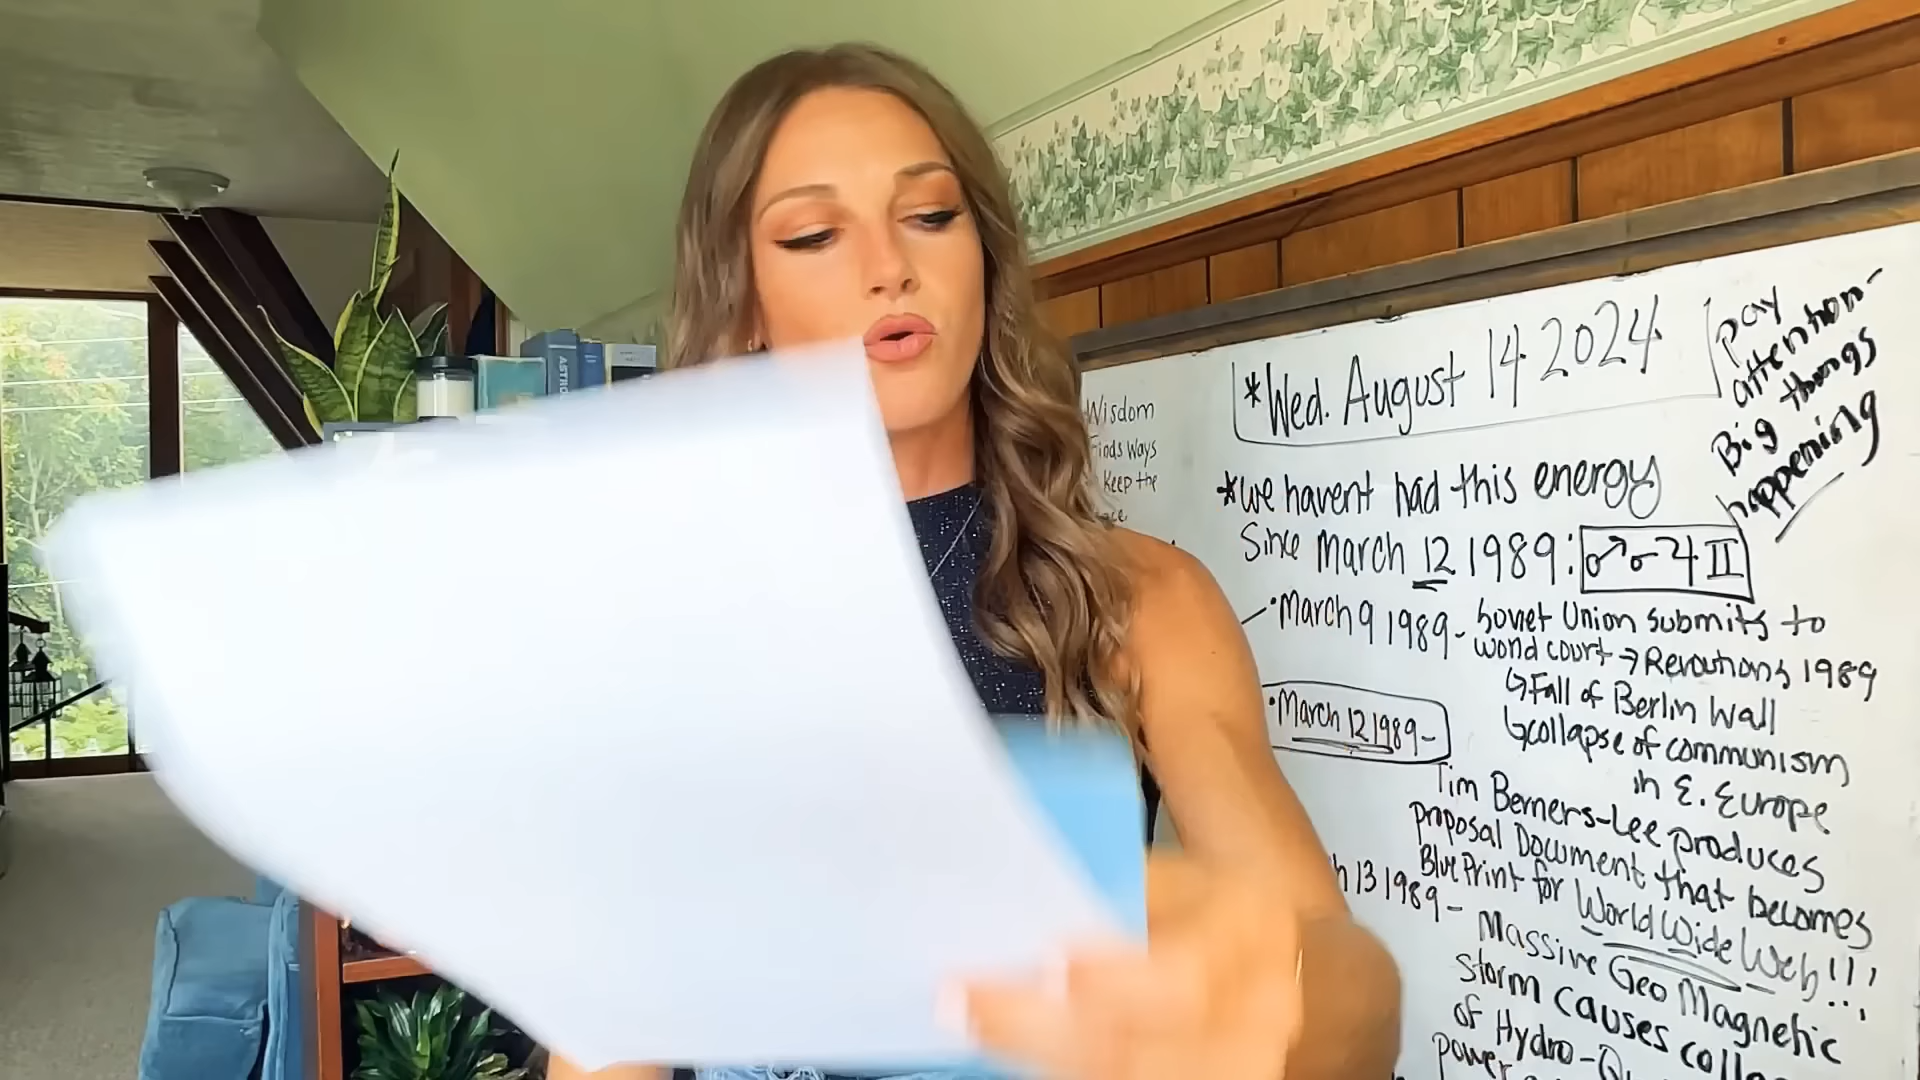 ASTRO
Wisdom
Finds Ways
Keep the
*Wed. August 14 2024
pay
attention-
Big things
happening
*we havent had this energy
Since march 12 1989: ♂☌♃ II
•March 9 1989- Soviet Union submits to
world court → Revolutions 1989
↳Fall of Berlin Wall
↳collapse of communism
in E. Europe
•March 12 1989-
Tim Berners-Lee produces
proposal Document that becomes
Blue Print for World Wide Web!!!
h 13 1989- Massive Geo Magnetic
Storm causes
of Hydro-Q
power